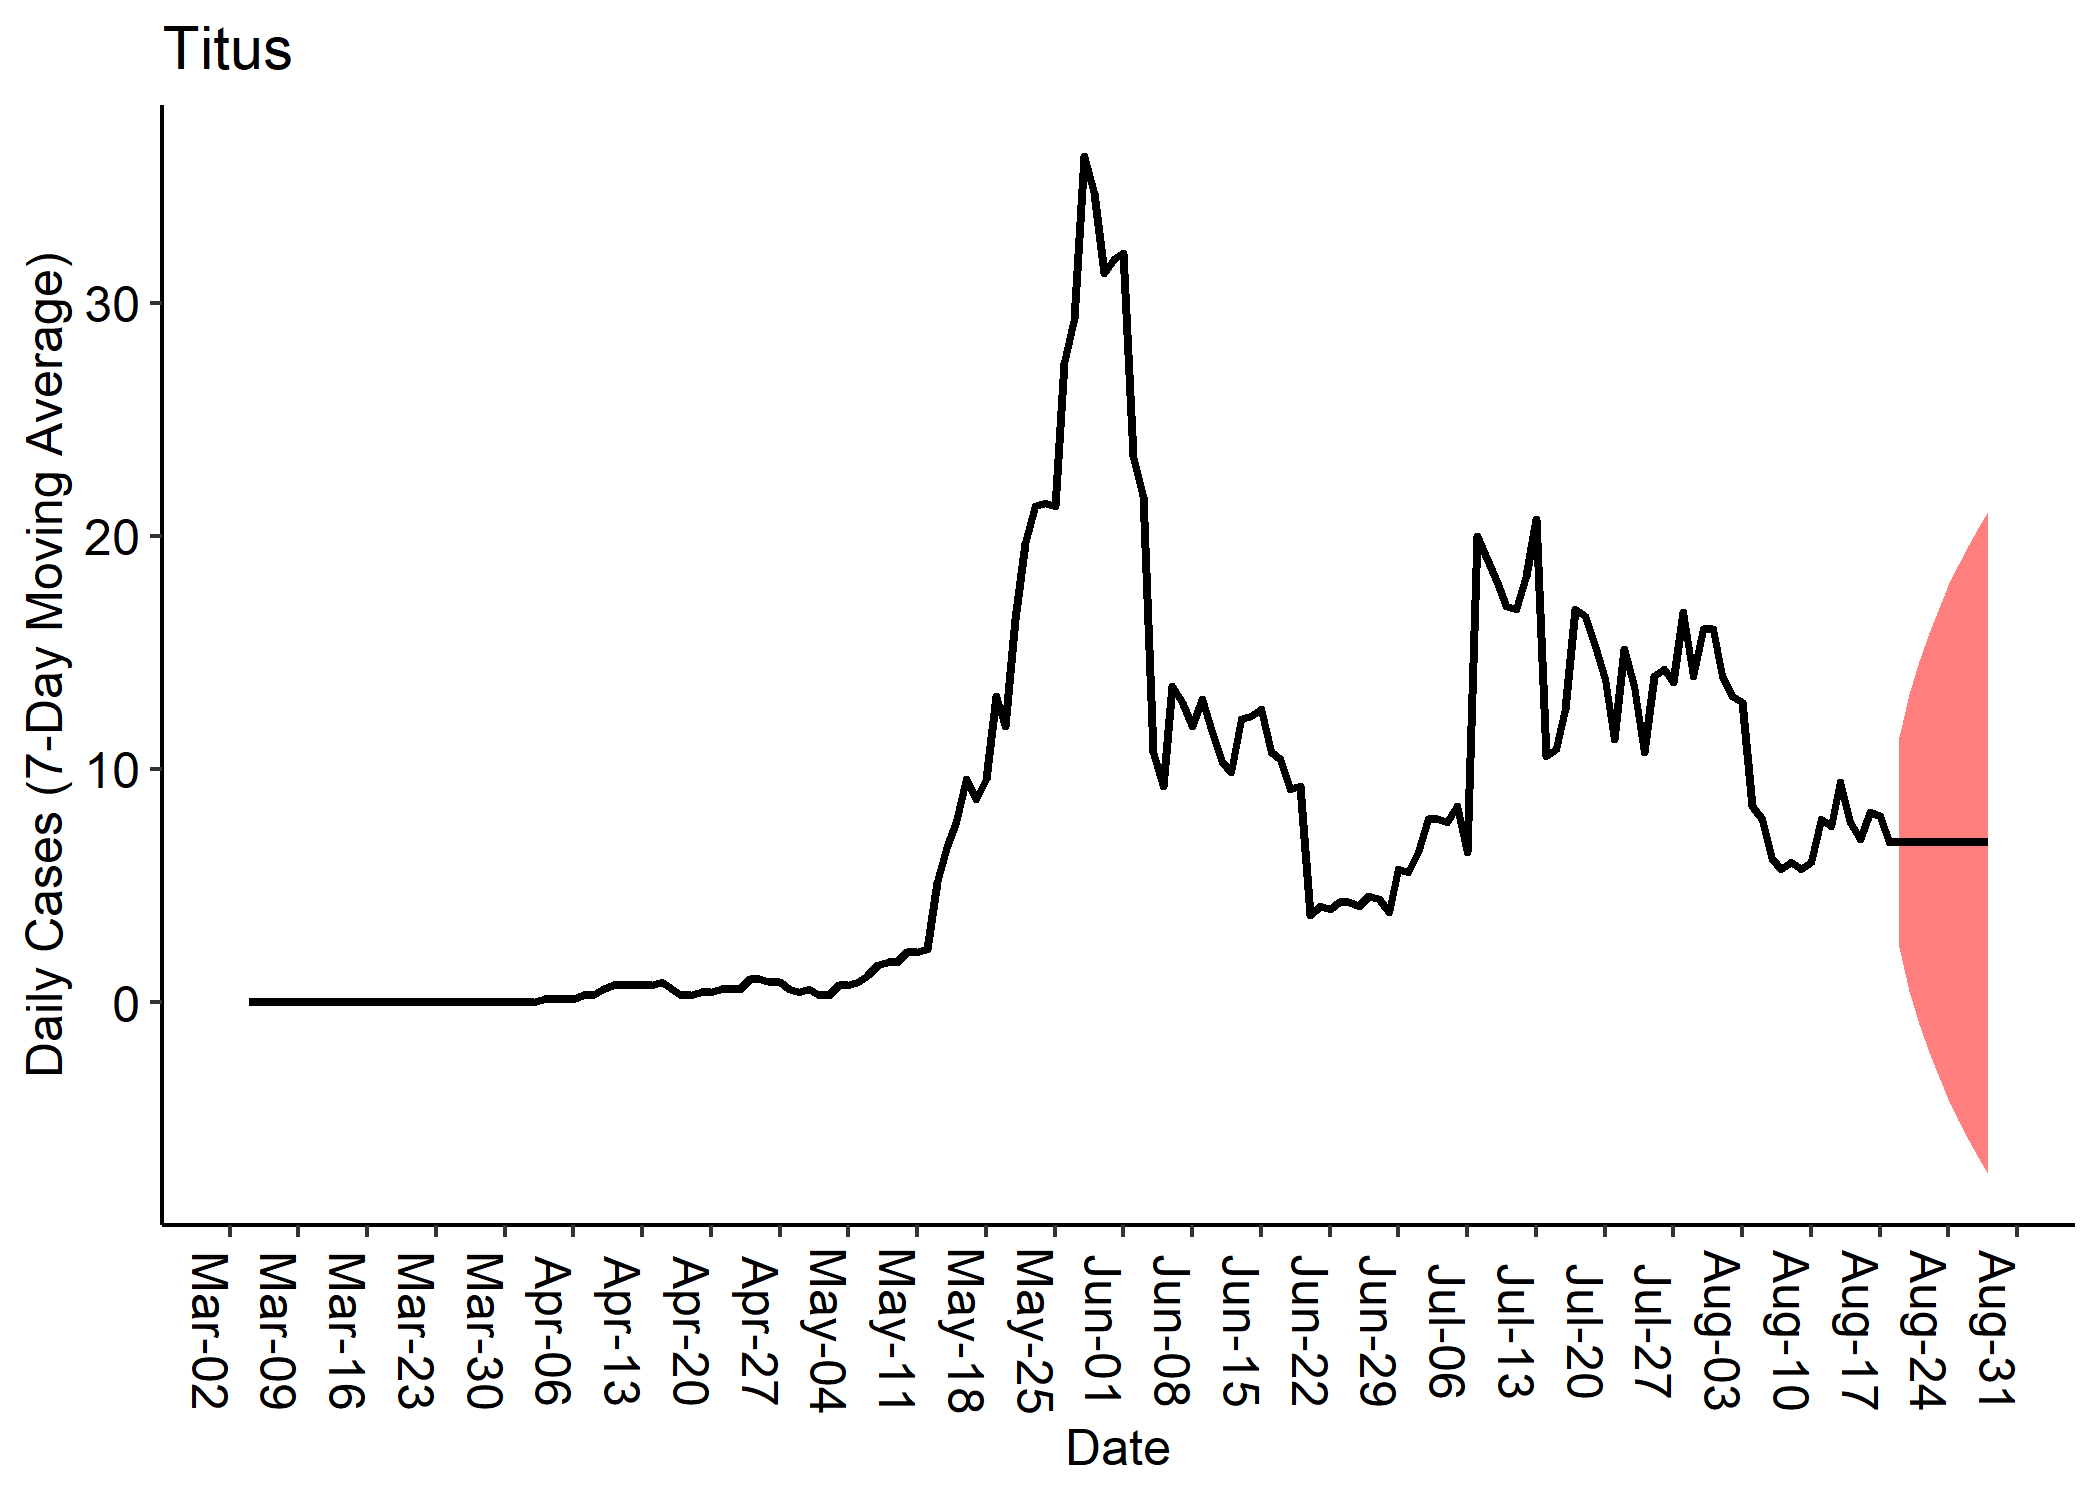 Titus
Daily Cases (7-Day Moving Average)
30
20
10
0
Mar-02
Mar-09
Mar-16
Mar-23
Mar-30
Apr-06
Apr-13
Apr-20
Apr-27
May-04
May-11
May-18
May-25
Jun-01
Jun-08
Jun-15
Jun-22
Jun-29
Jul-06
Jul-13
Jul-20
Jul-27
Aug-03
Aug-10
Aug-17
Aug-24
Aug-31
Date